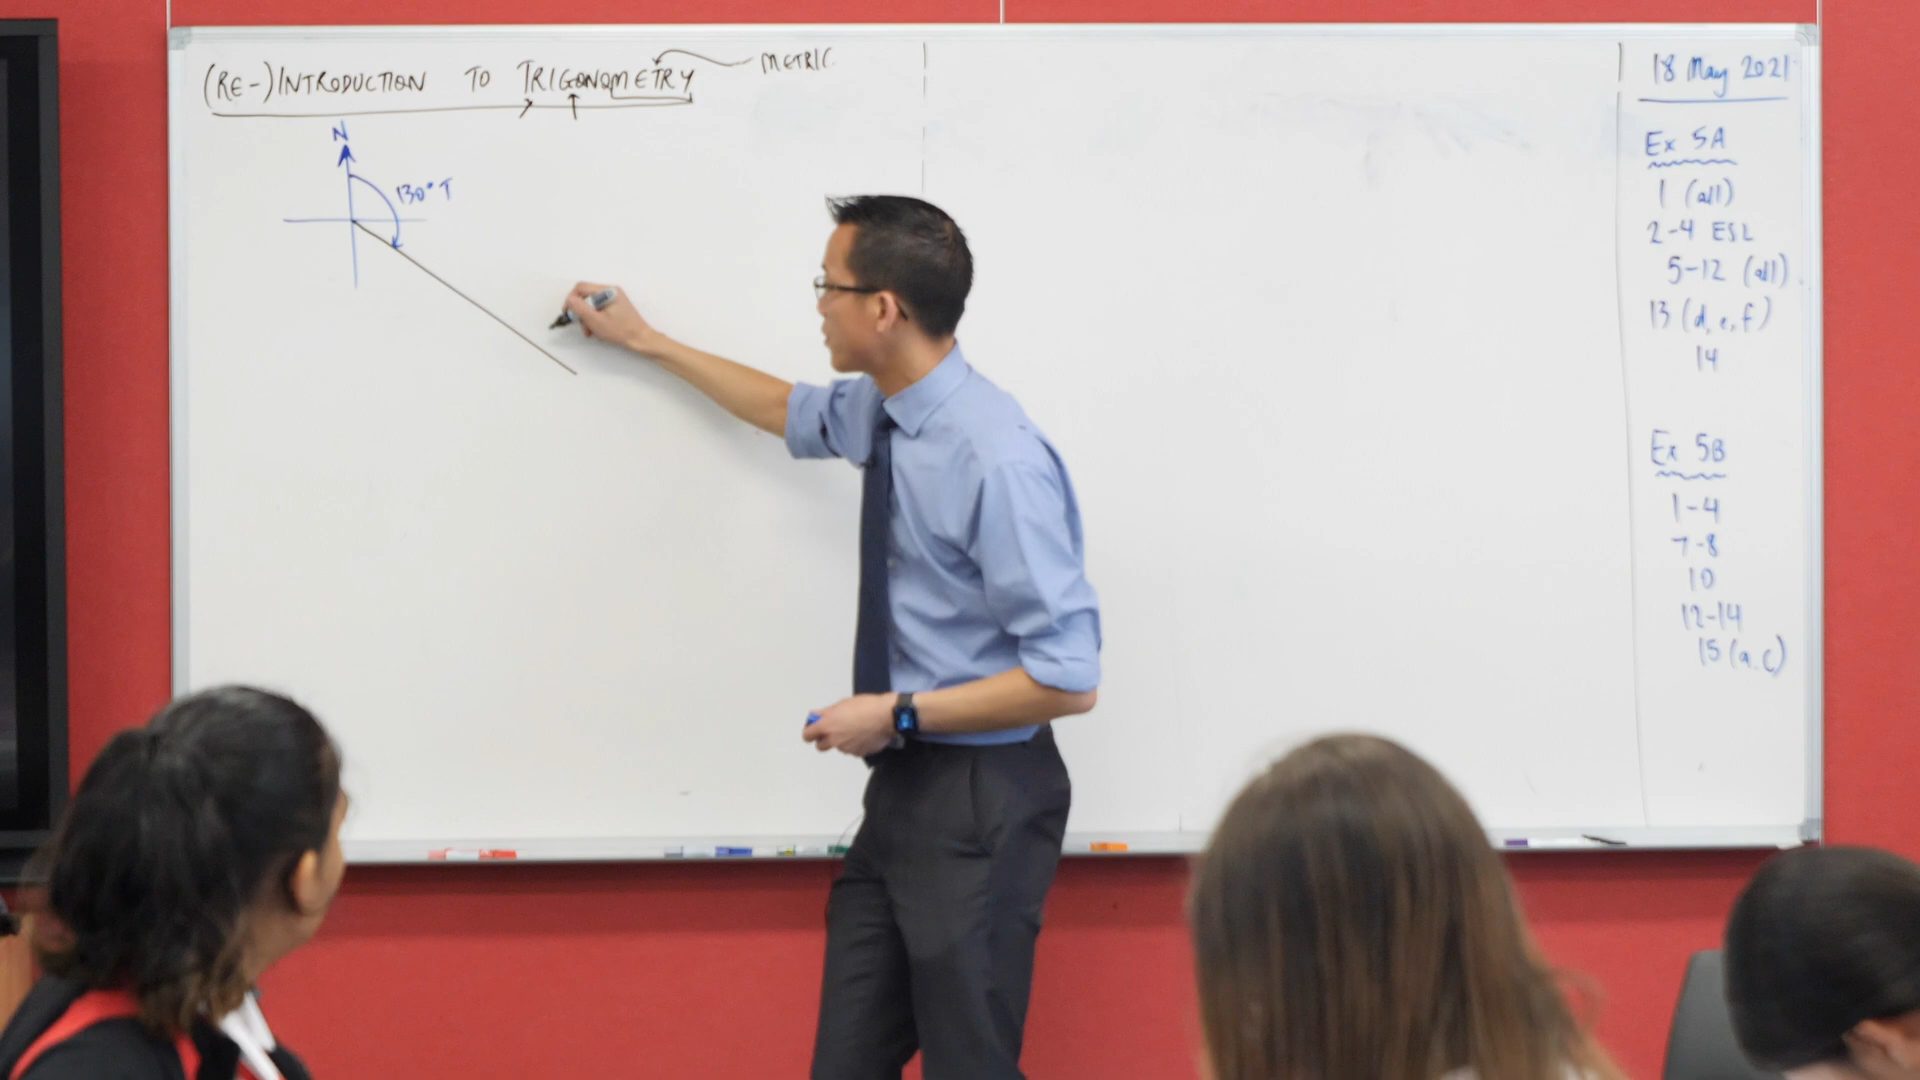 (RE-)INTRODUCTION TO TRIGONOMETRY
METRIC
N
130° T
18 May 2021
Ex 5A
1 (all)
2-4 ESL
5-12 (all)
13 (d, e, f)
14
Ex 5B
1-4
7-8
10
12-14
15 (a, c)